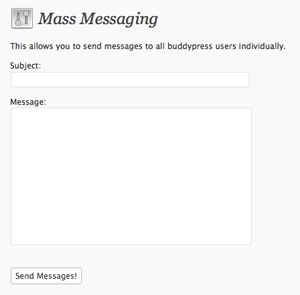 Mass Messaging
This allows you to send messages to all buddypress users individually.
Subject:
Message:
Send Messages!